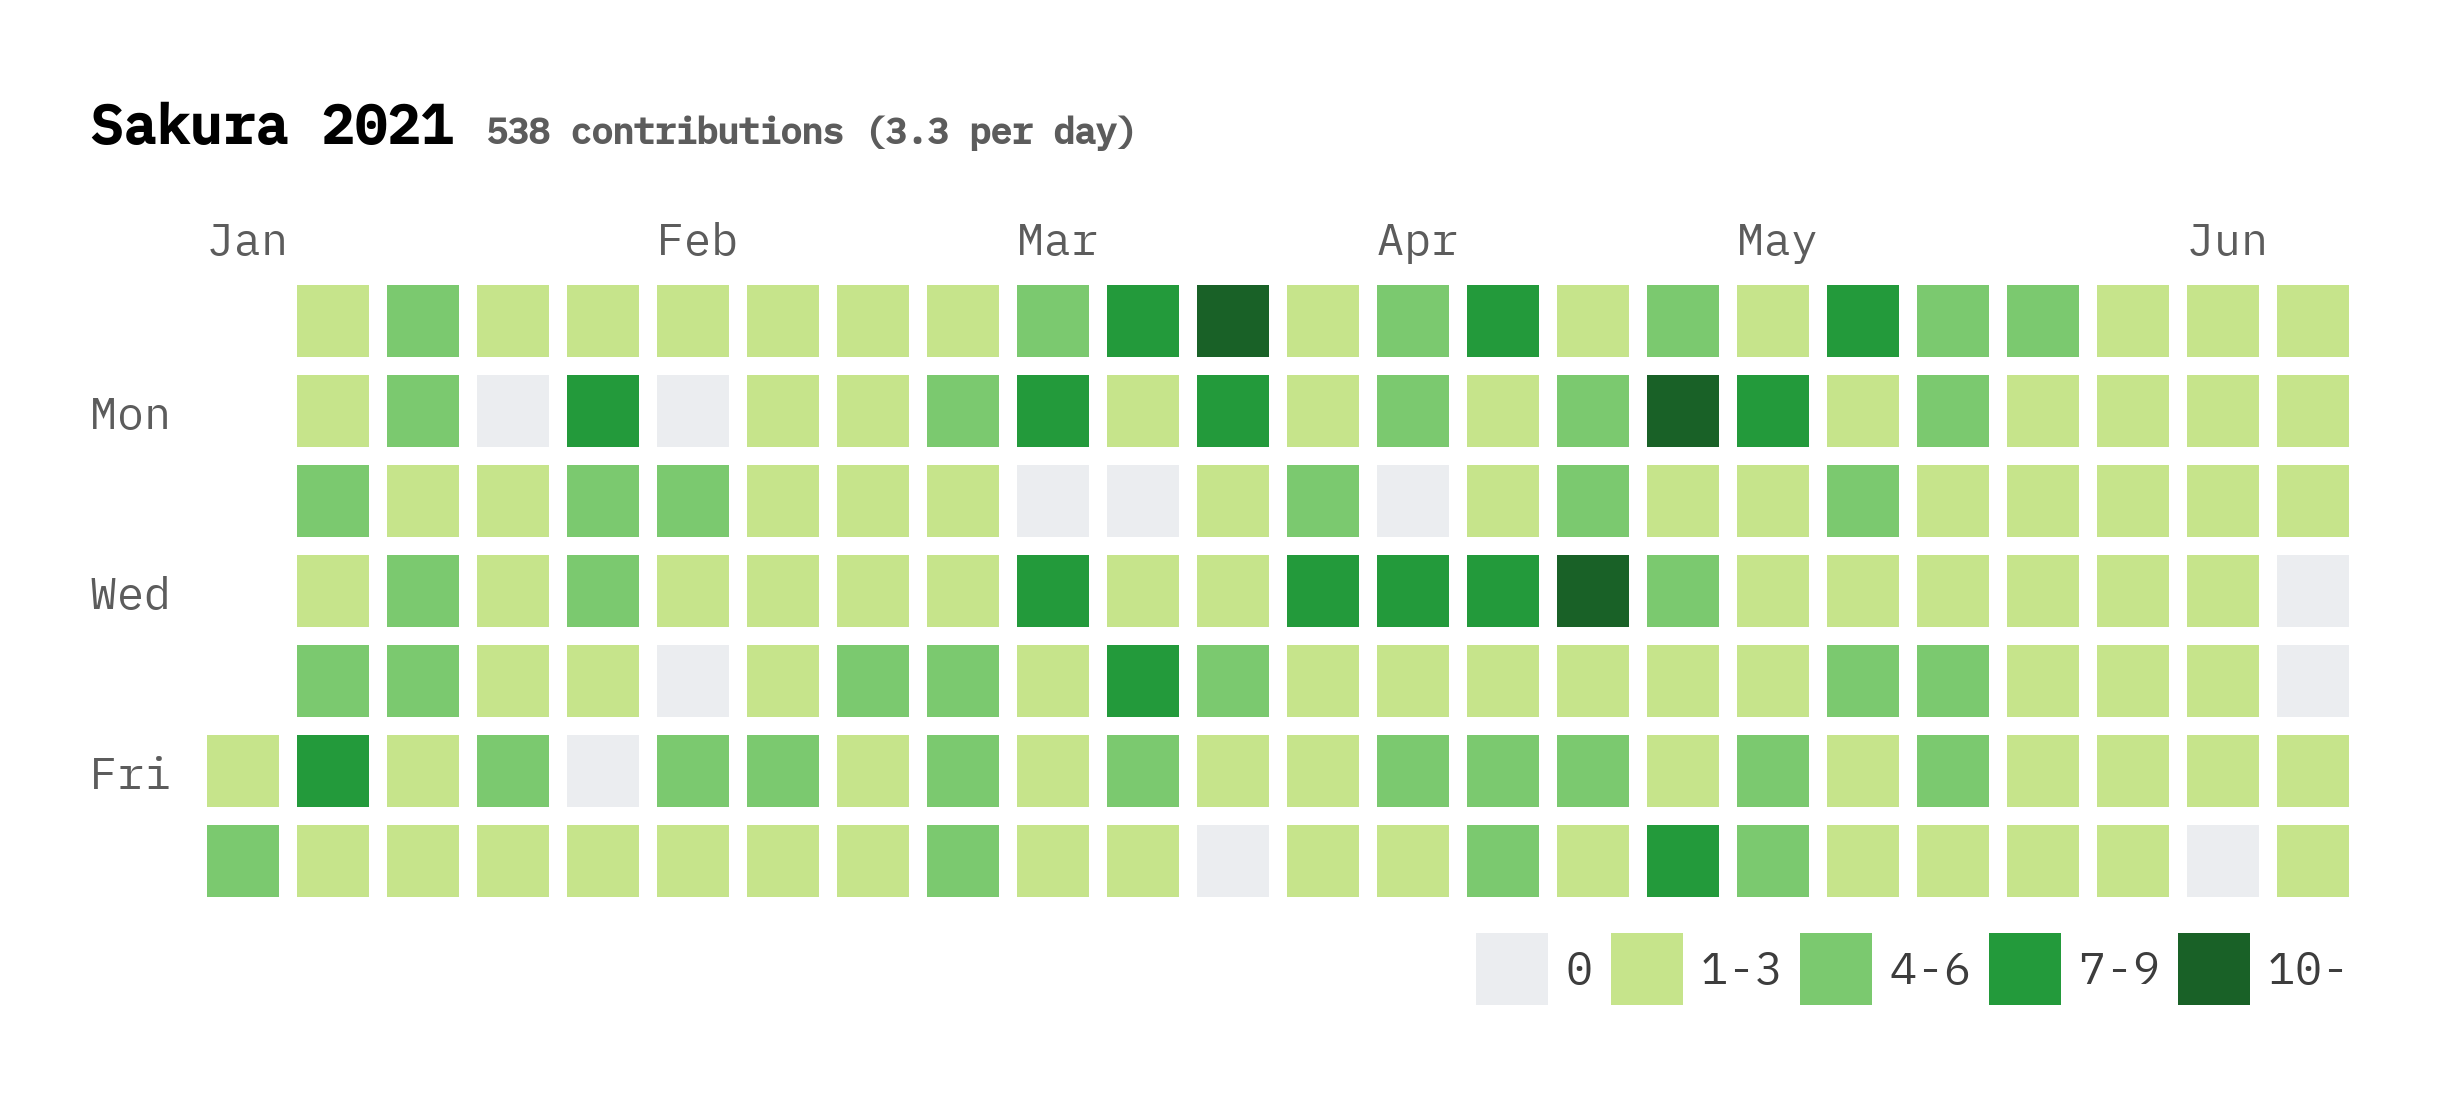 Sakura 2021 538 contributions (3.3 per day)
Jan Feb Mar Apr May Jun
Mon
Wed
Fri
0 1-3 4-6 7-9 10-